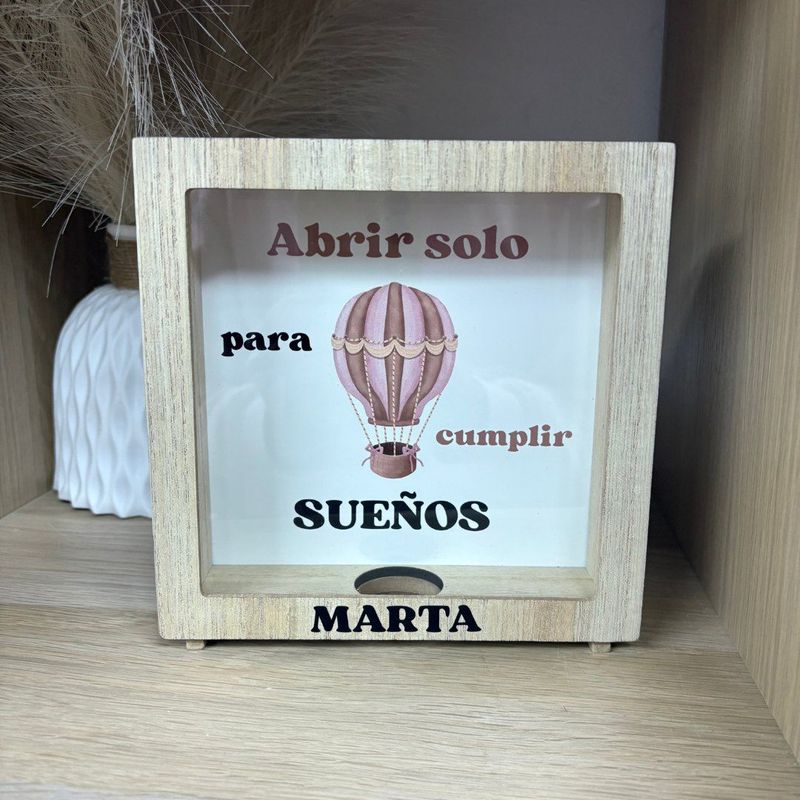 Abrir solo
para
cumplir
SUEÑOS
MARTA